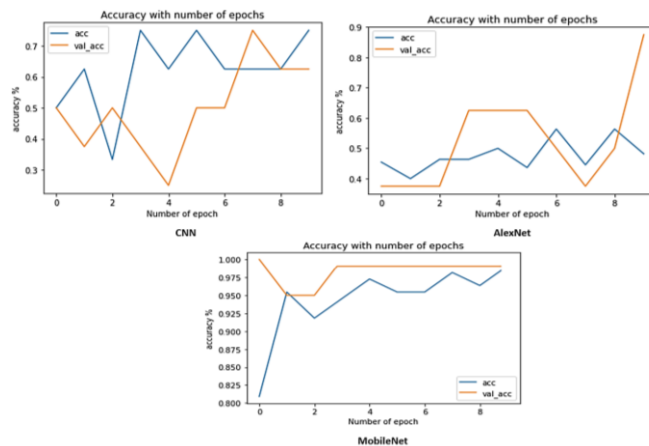 Accuracy with number of epochs
acc
val_acc
accuracy %
0.7
0.6
0.5
0.4
0.3
0 2 4 6 8
Number of epoch
CNN
Accuracy with number of epochs
acc
val_acc
accuracy %
0.9
0.8
0.7
0.6
0.5
0.4
0 2 4 6 8
Number of epoch
AlexNet
Accuracy with number of epochs
accuracy %
1.000
0.975
0.950
0.925
0.900
0.875
0.850
0.825
0.800
acc
val_acc
0 2 4 6 8
Number of epoch
MobileNet